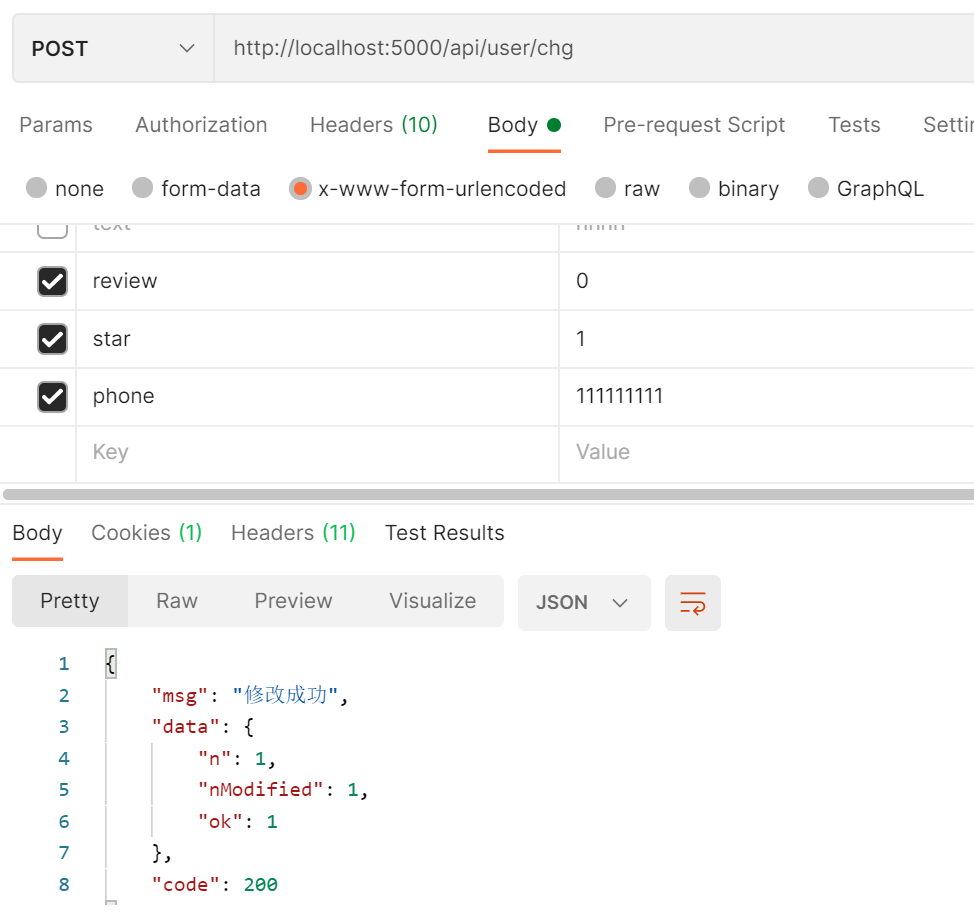 POST http://localhost:5000/api/user/chg
Params Authorization Headers (10) Body Pre-request Script Tests
none form-data x-www-form-urlencoded raw binary GraphQL
review 0
star 1
phone 111111111
Key Value
Body Cookies (1) Headers (11) Test Results
Pretty Raw Preview Visualize JSON
1 {
2 "msg": "修改成功",
3 "data": {
4 "n": 1,
5 "nModified": 1,
6 "ok": 1
7 },
8 "code": 200